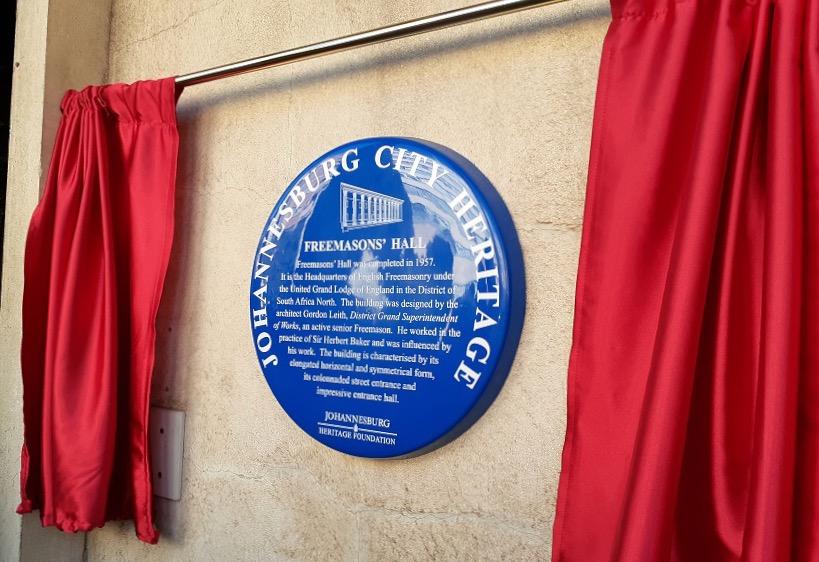 JOHANNESBURG CITY HERITAGE
FREEMASONS' HALL
Freemasons' Hall was completed in 1957.
It is the Headquarters of English Freemasonry under
the United Grand Lodge of England in the District of
South Africa North. The building was designed by the
architect Gordon Leith, District Grand Superintendent
of Works, an active senior Freemason. He worked in the
practice of Sir Herbert Baker and was influenced by
his work. The building is characterised by its
elongated horizontal and symmetrical form,
its colonnaded street entrance and
impressive entrance hall.
JOHANNESBURG
HERITAGE FOUNDATION